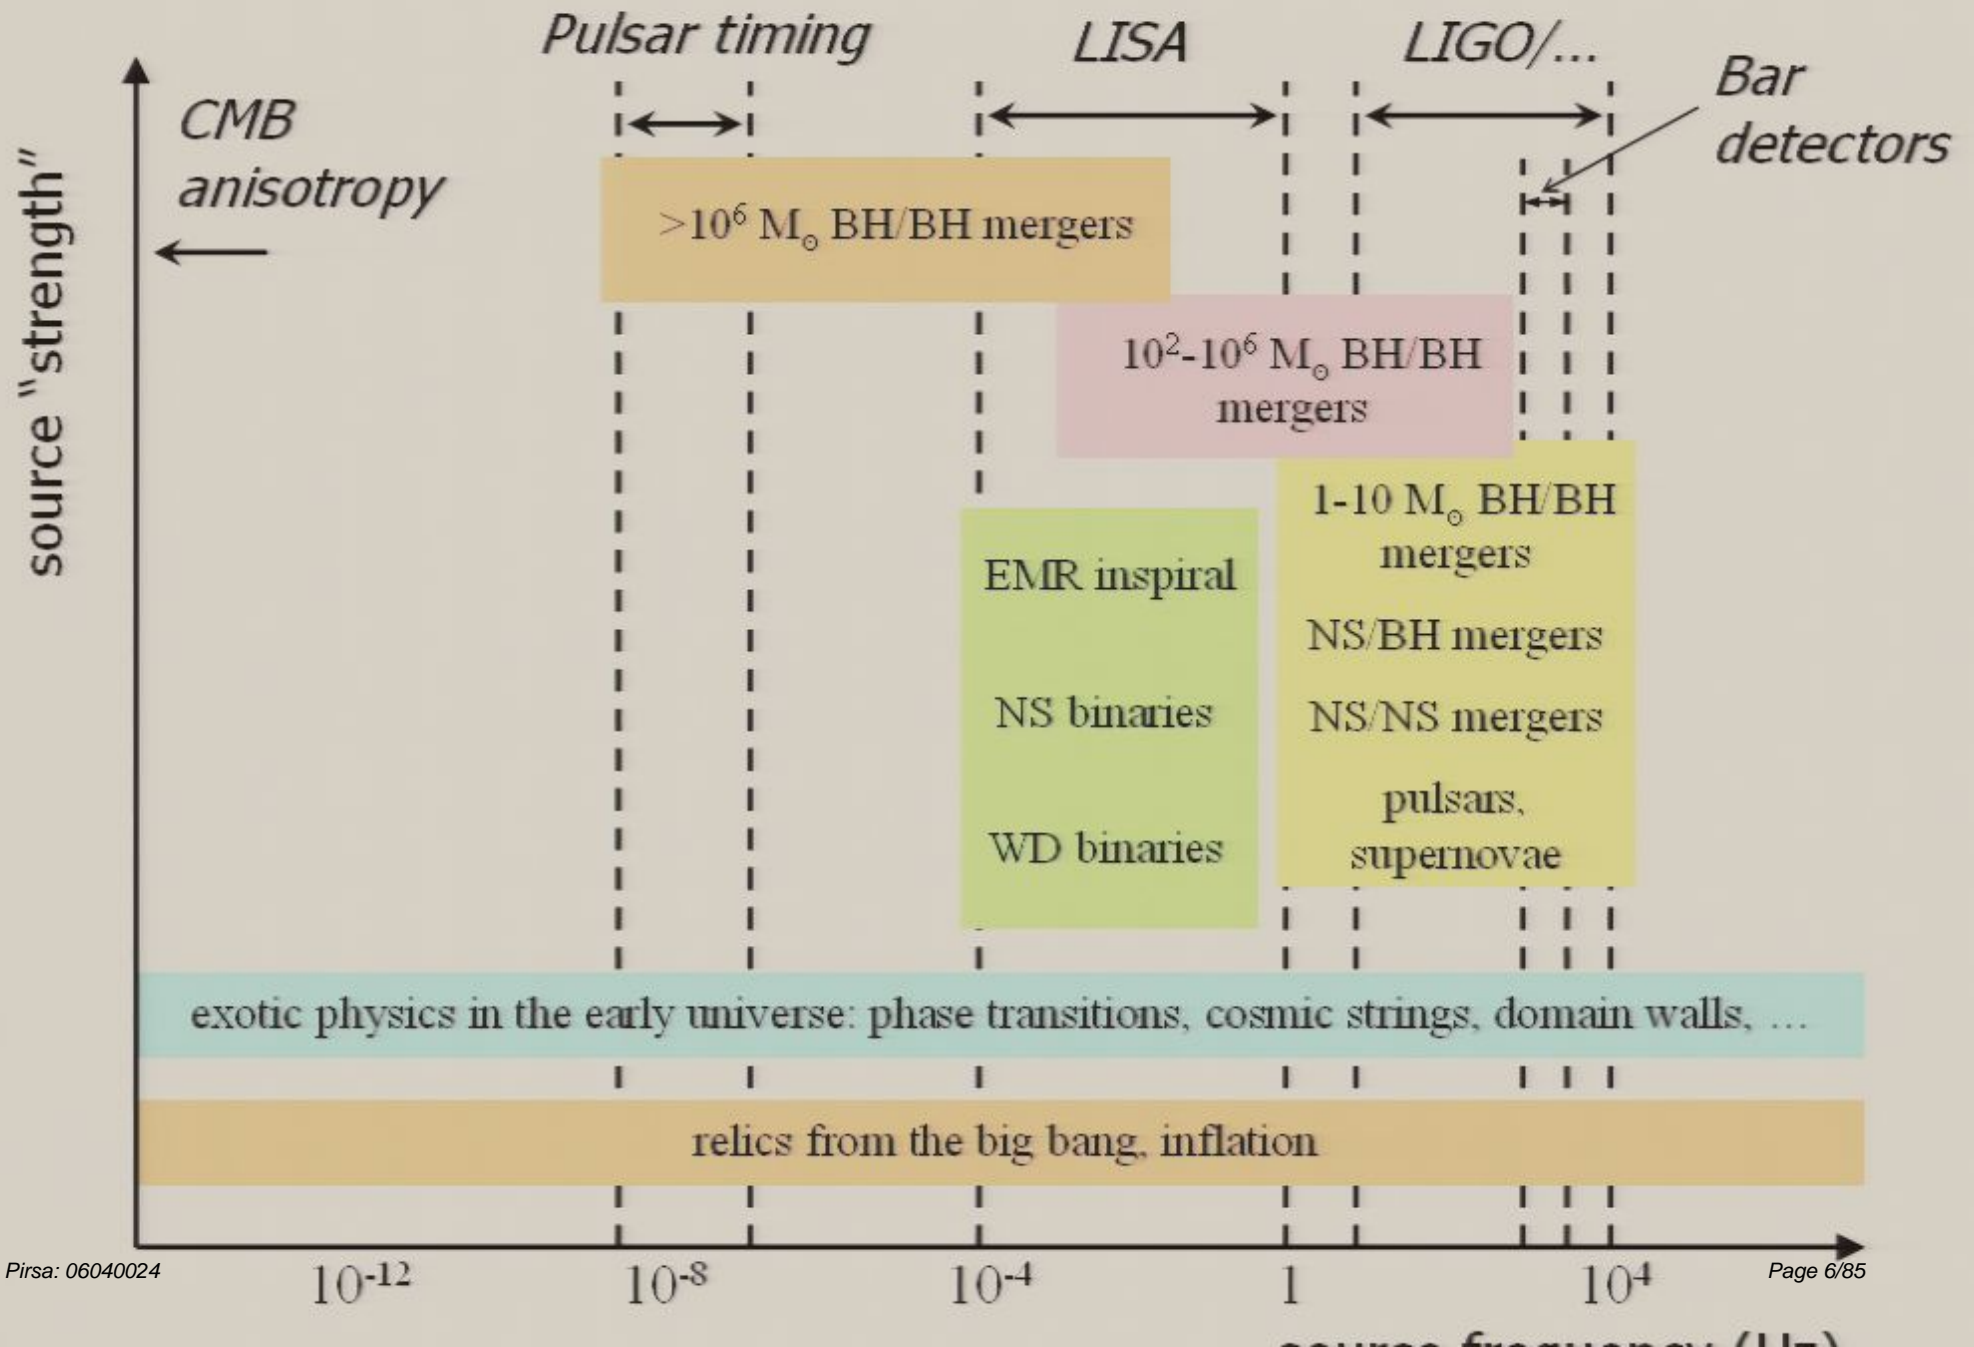 Pulsar timing
LISA
LIGO/...
Bar
detectors
CMB
anisotropy
source "strength"
>10⁶ M☉ BH/BH mergers
10²-10⁶ M☉ BH/BH
mergers
1-10 M☉ BH/BH
mergers
NS/BH mergers
NS/NS mergers
pulsars,
supernovae
EMR inspiral
NS binaries
WD binaries
exotic physics in the early universe: phase transitions, cosmic strings, domain walls, ...
relics from the big bang, inflation
10⁻¹² 10⁻⁸ 10⁻⁴ 1 10⁴
source frequency (Hz)
Pirsa: 06040024
Page 6/85